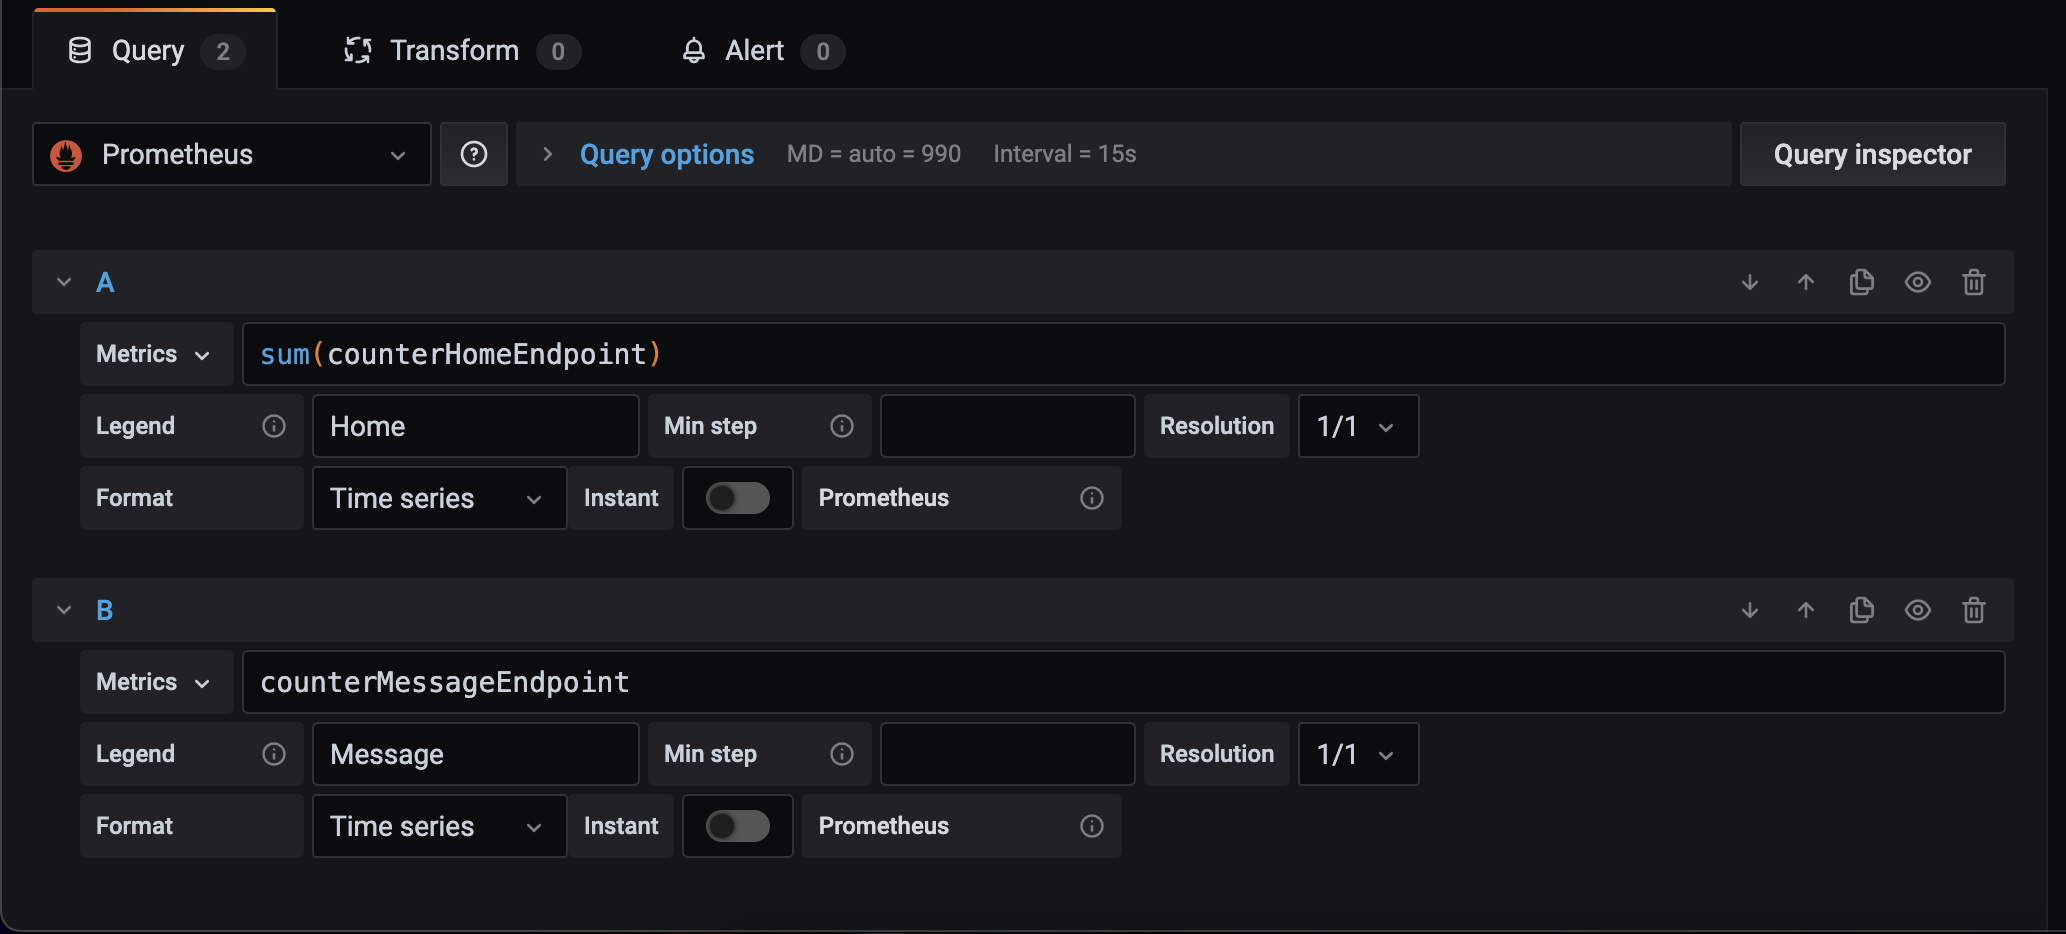 Query 2 Transform 0 Alert 0
Prometheus Query options MD = auto = 990 Interval = 15s Query inspector
A
Metrics sum(counterHomeEndpoint)
Legend Home Min step Resolution 1/1
Format Time series Instant Prometheus
B
Metrics counterMessageEndpoint
Legend Message Min step Resolution 1/1
Format Time series Instant Prometheus